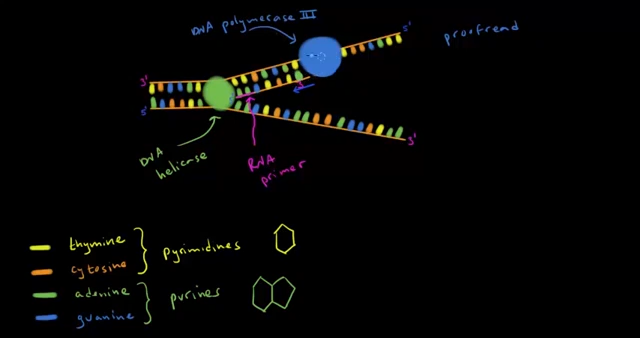 DNA polymerase III
5'
proofread
3'
5'
3'
DNA
helicase
RNA
primer
thymine
cytosine
pyrimidines
adenine
guanine
purines